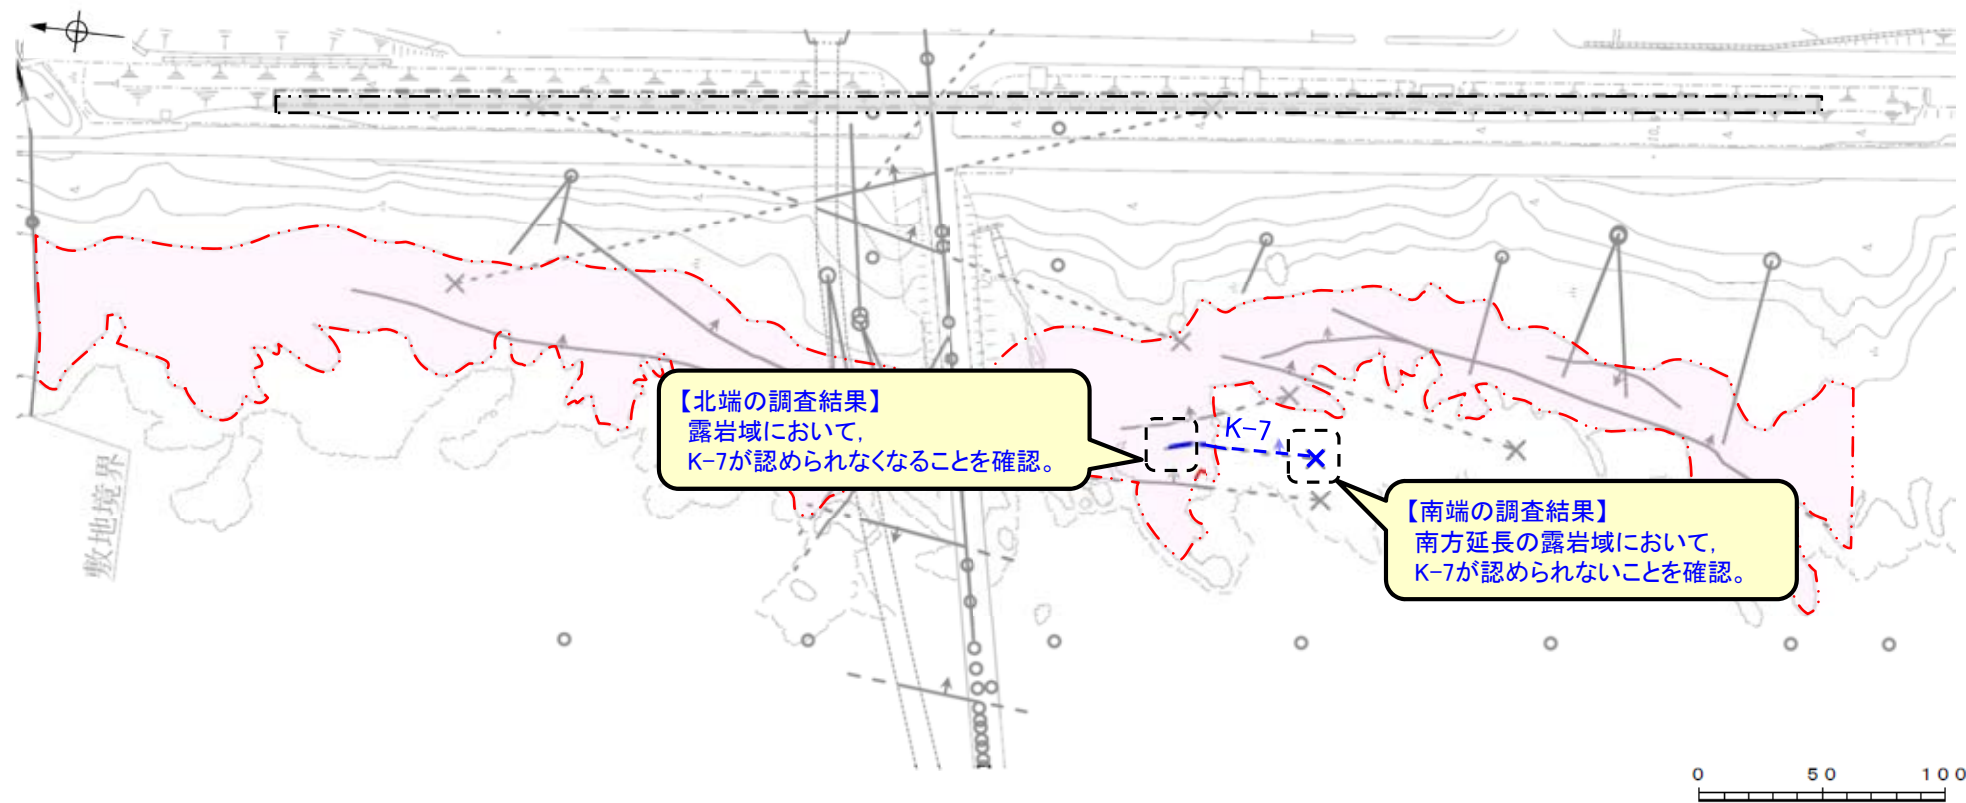 【北端の調査結果】
露岩域において,
K-7が認められなくなることを確認。
K-7
【南端の調査結果】
南方延長の露岩域において,
K-7が認められないことを確認。
敷地境界
0 50 100